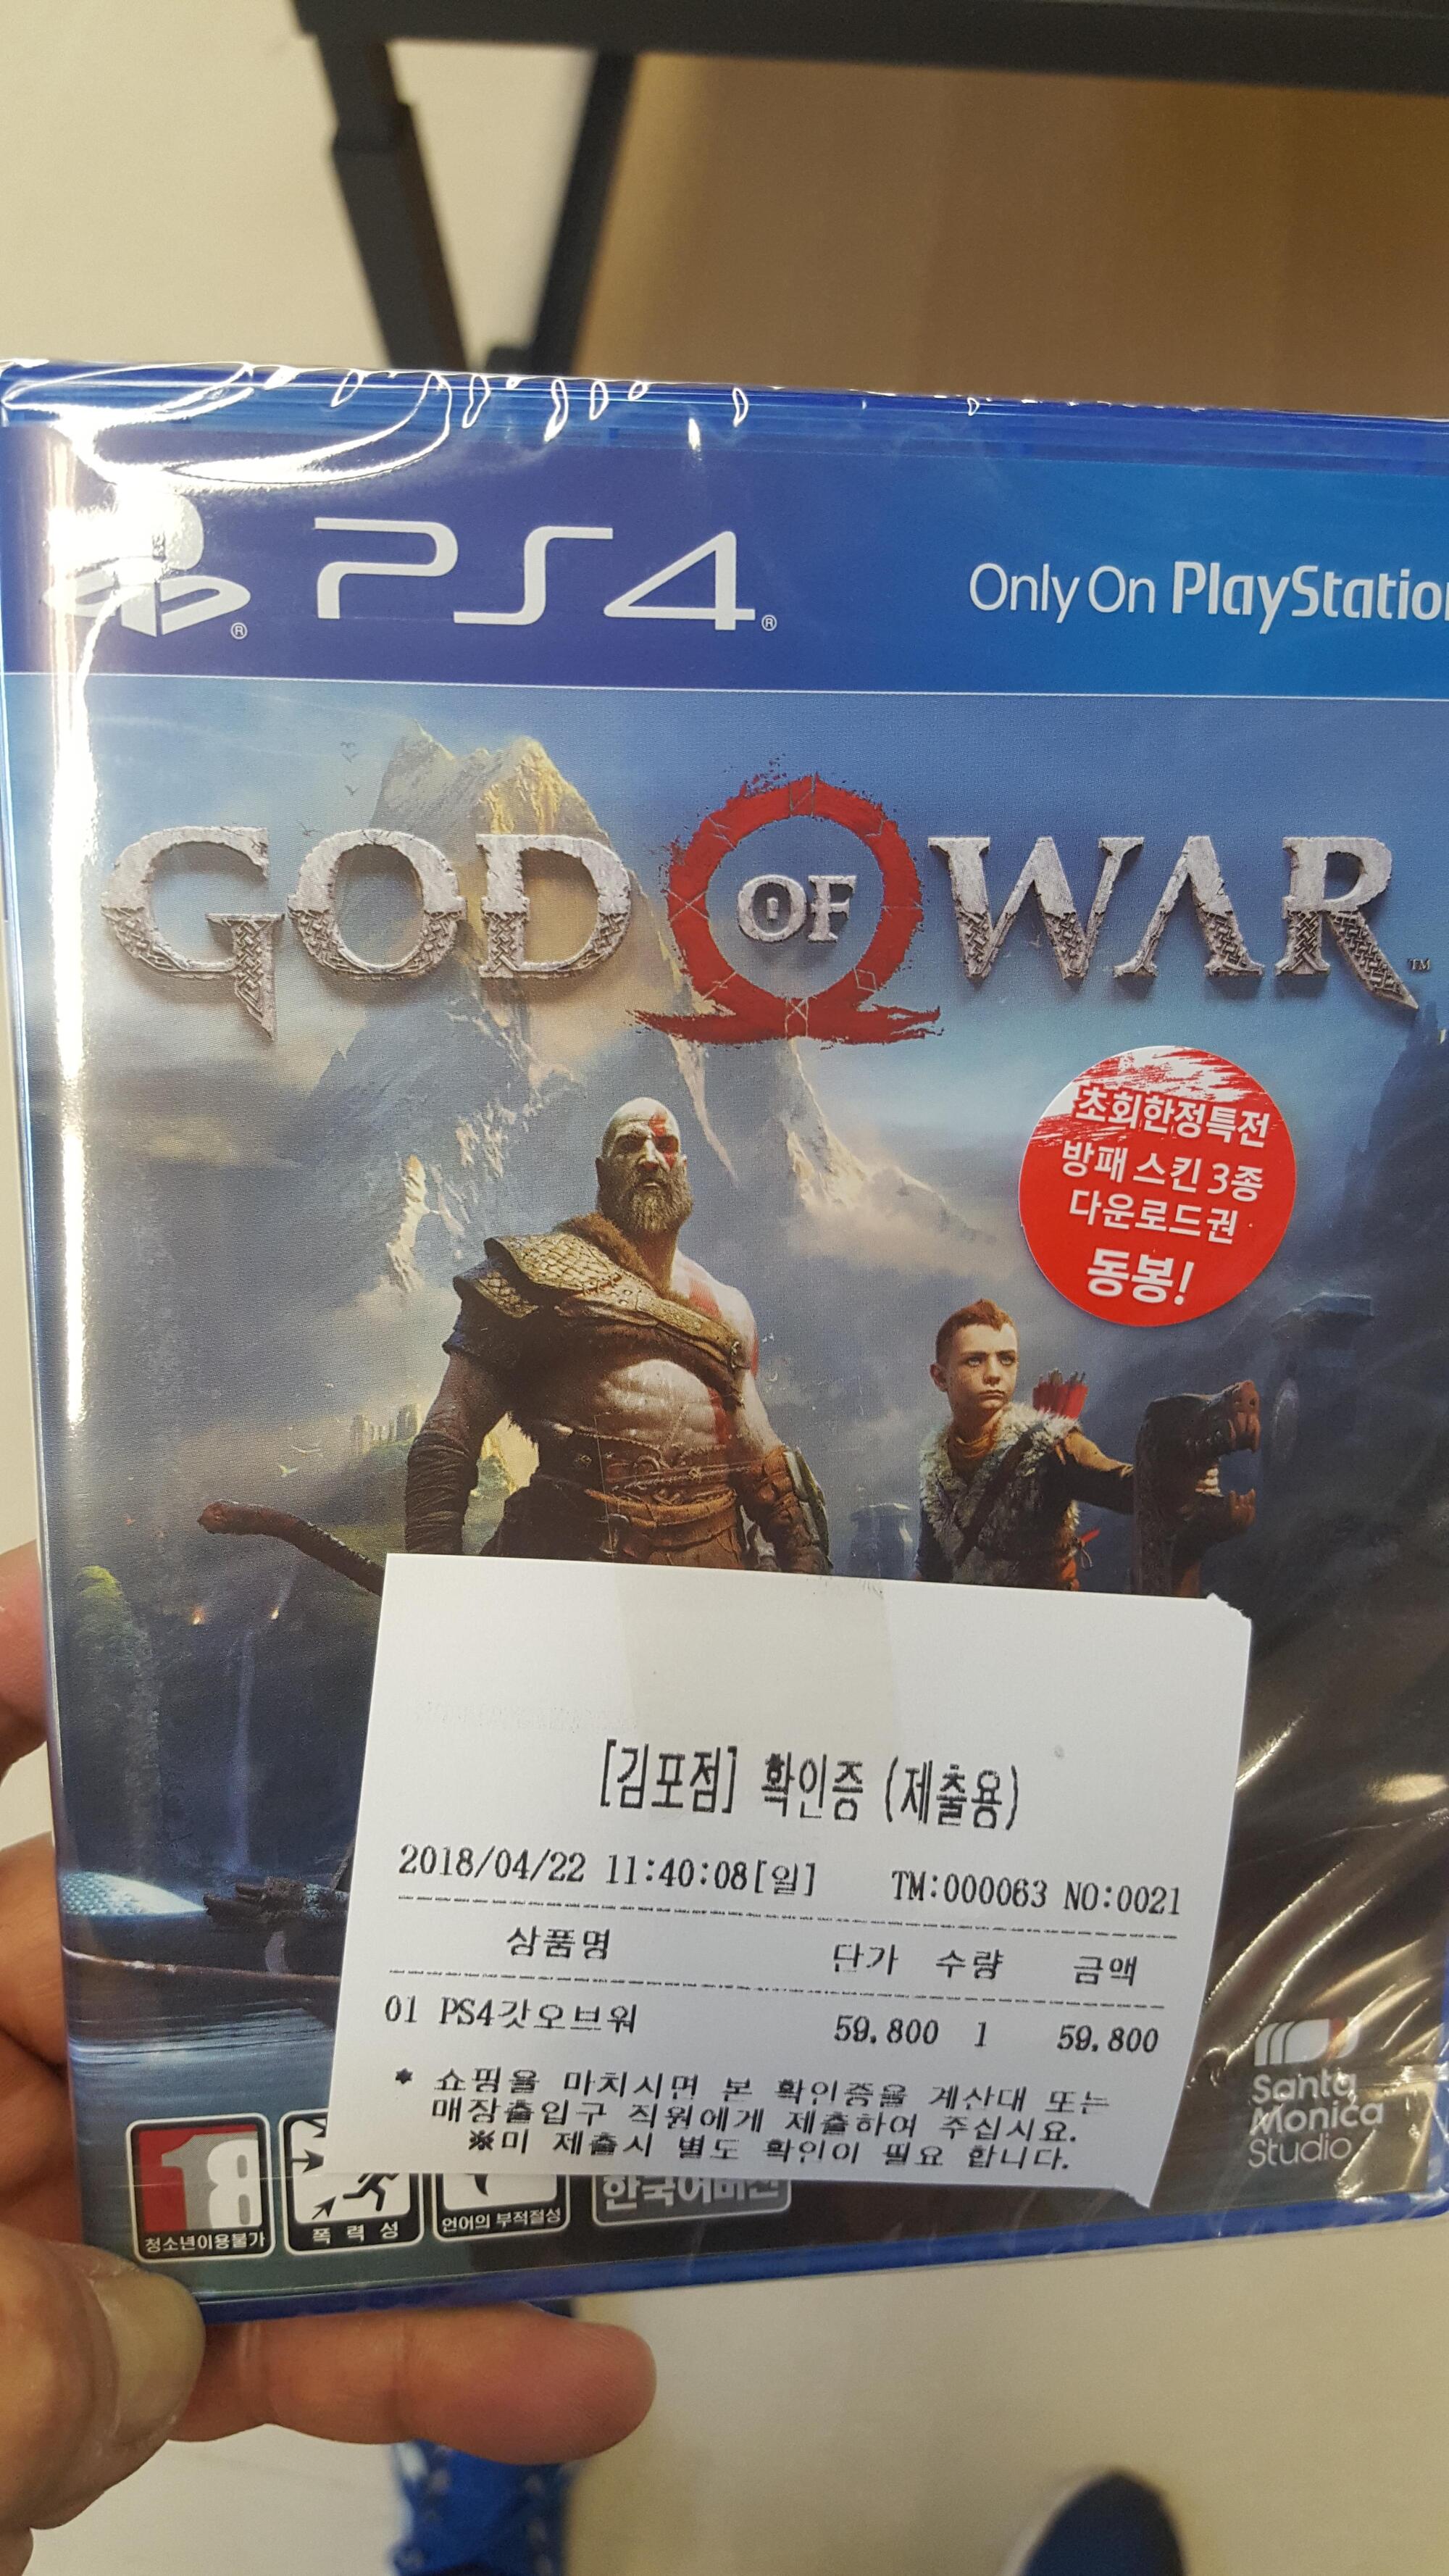 PS4®
Only On PlayStation
GOD OF WAR™
초회한정특전
방패 스킨 3종
다운로드권
동봉!
[김포점] 확인증 (제출용)
2018/04/22 11:40:08[일] TM:000063 NO:0021
상품명 단가 수량 금액
01 PS4갓오브워 59,800 1 59,800
* 쇼핑을 마치시면 본 확인증을 계산대 또는
매장출입구 직원에게 제출하여 주십시요.
※미 제출시 별도 확인이 필요 합니다.
Santa
Monica
Studio
18
청소년이용불가
폭력성
언어의 부적절성
한국어버전